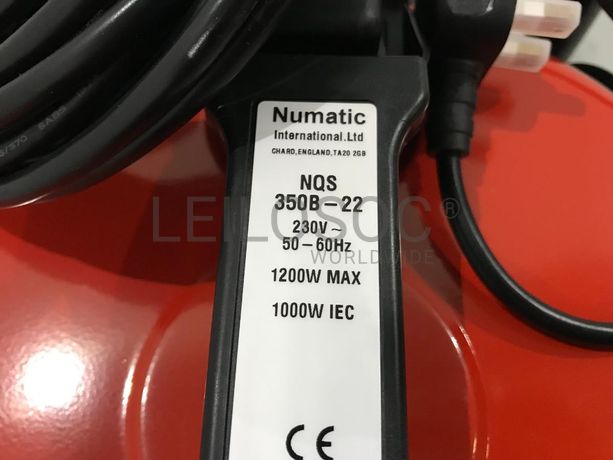 Numatic
International.Ltd
CHARD,ENGLAND,TA20 2GB
NQS
350B-22
230V~
50-60Hz
1200W MAX
1000W IEC
CE
LEILOSOC®
WORLDWIDE